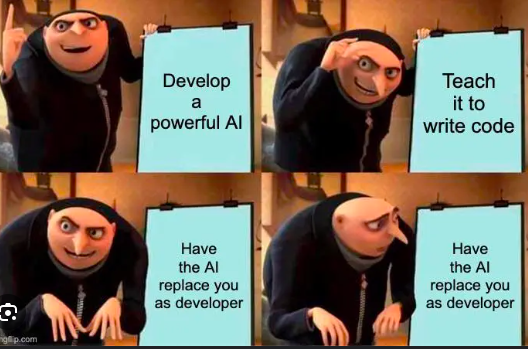 Develop
a
powerful AI
Teach
it to
write code
Have
the AI
replace you
as developer
Have
the AI
replace you
as developer
gflip.com